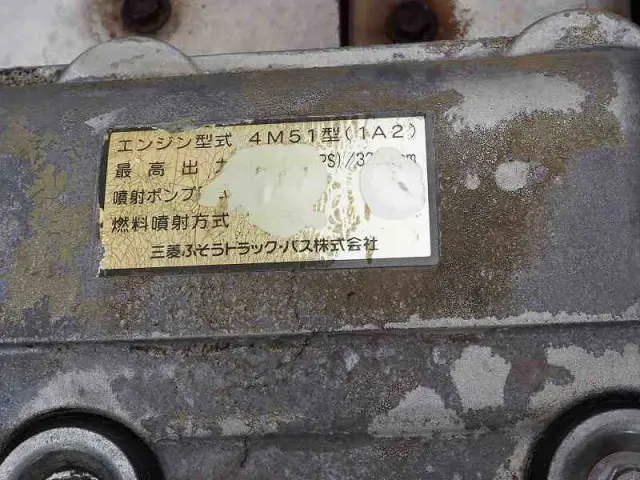 エンジン型式 4M51型(1A2)
最高出
噴射ポンプ
燃料噴射方式
三菱ふそうトラック・バス株式会社